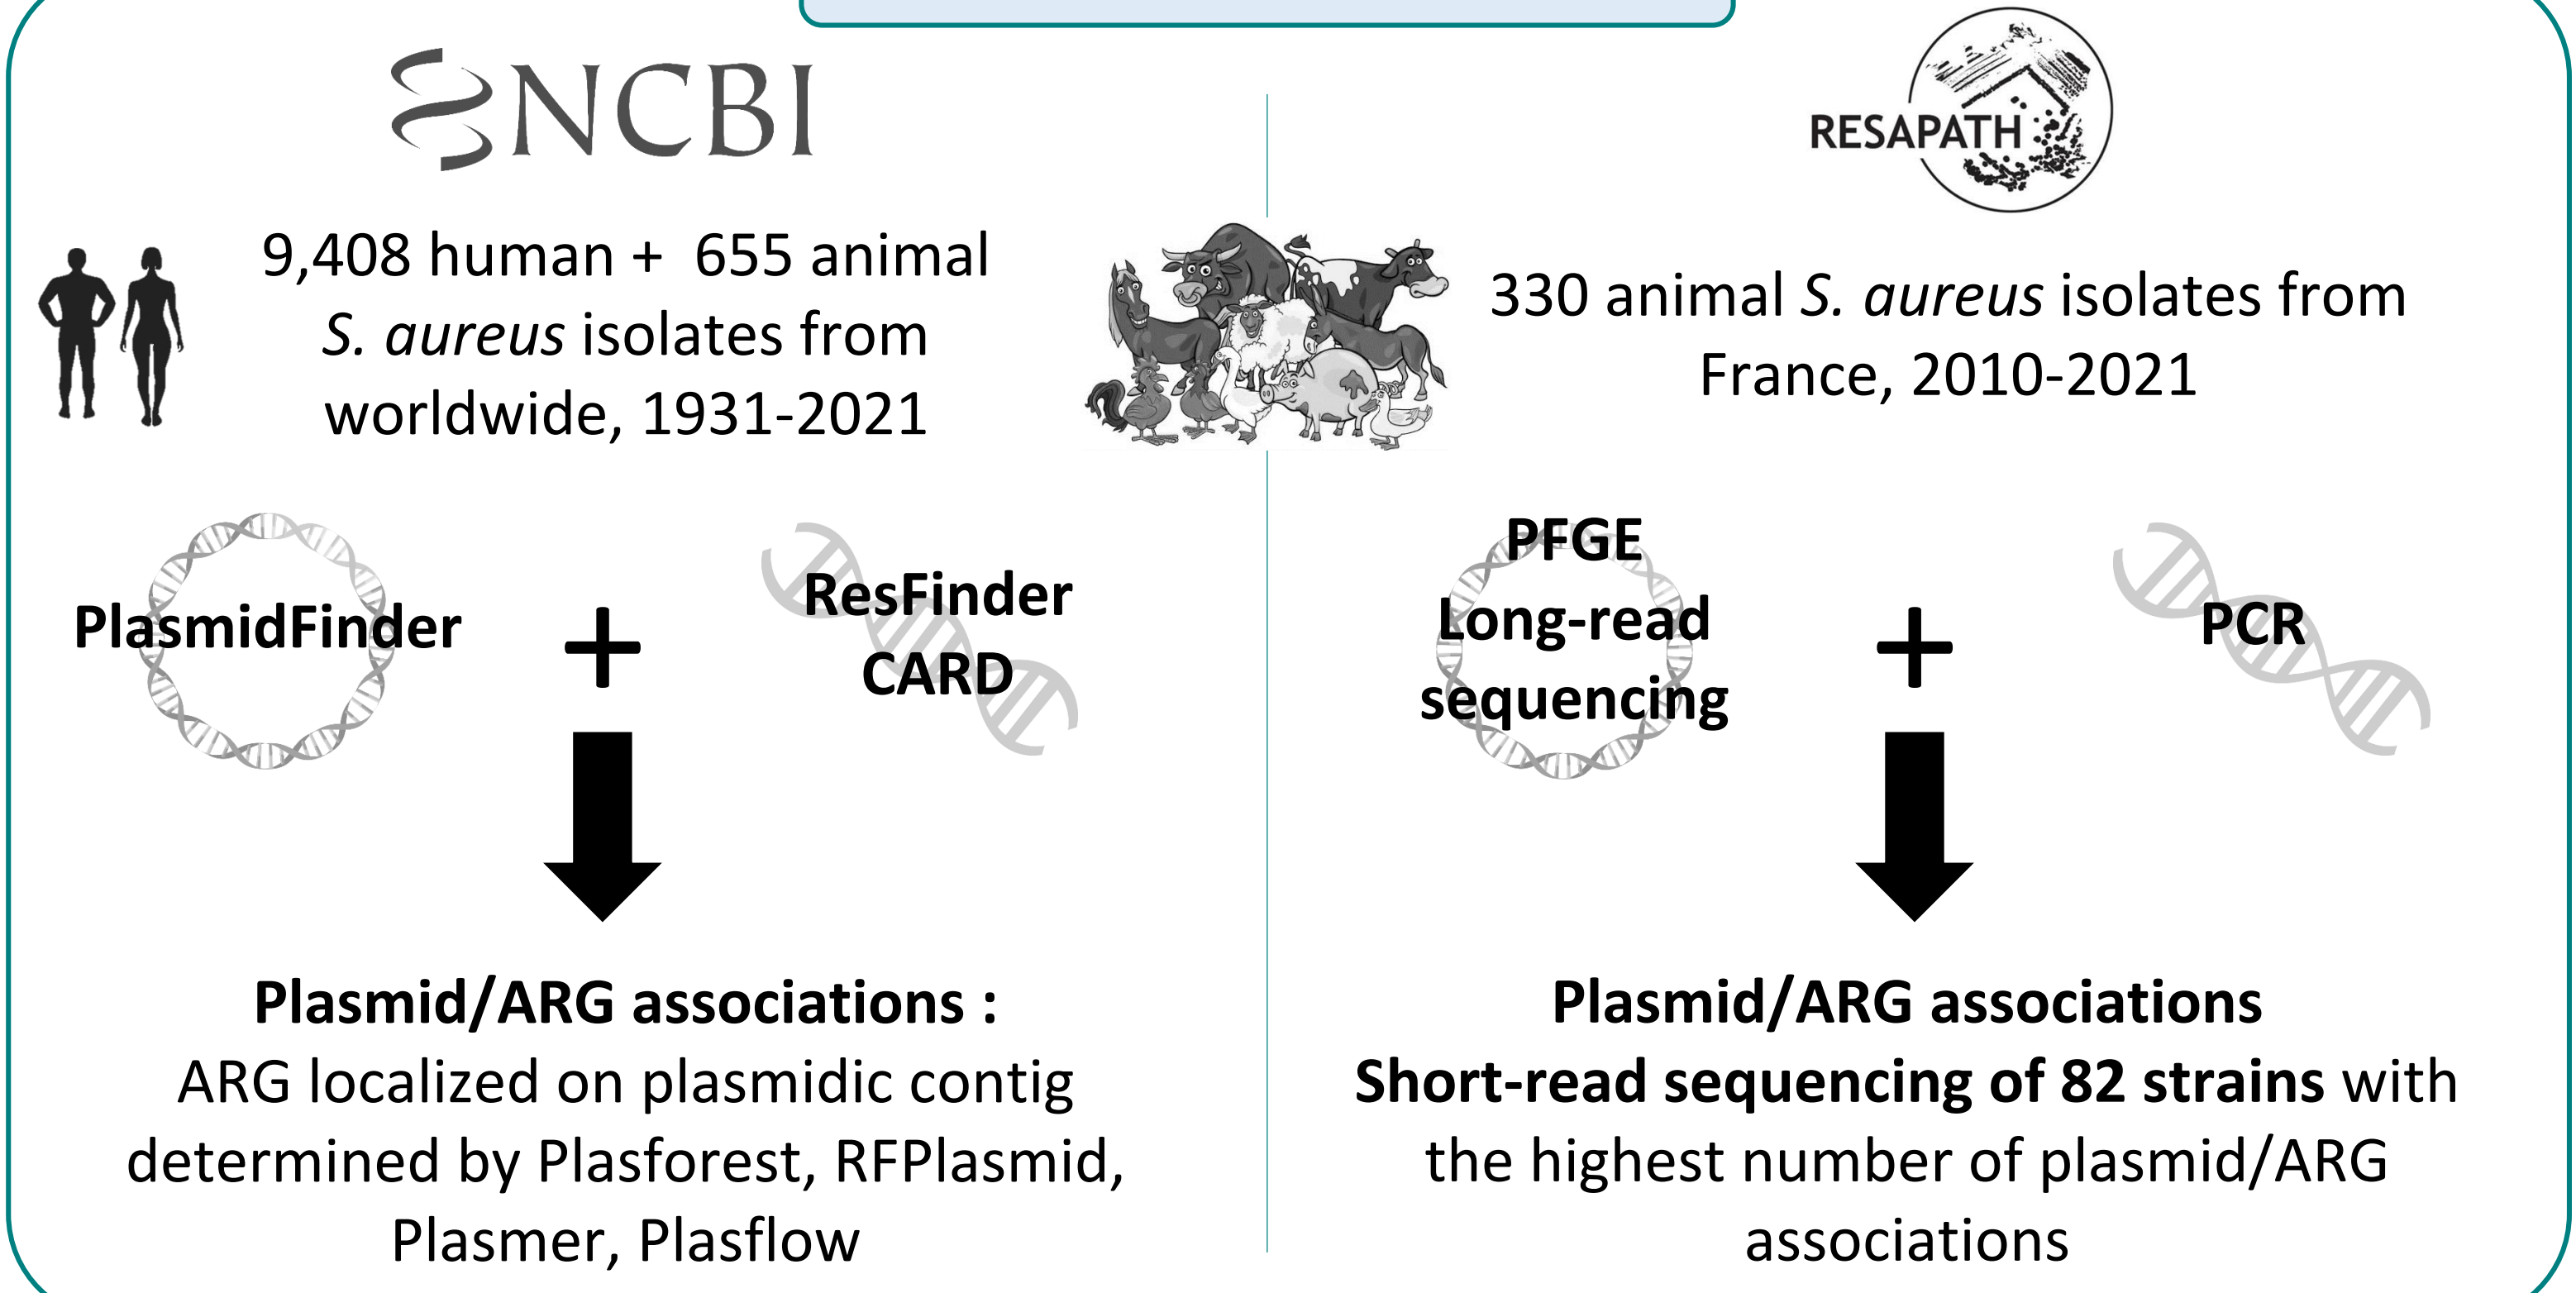 NCBI
9,408 human + 655 animal
S. aureus isolates from
worldwide, 1931-2021
PlasmidFinder
+
ResFinder
CARD
Plasmid/ARG associations :
ARG localized on plasmidic contig
determined by Plasforest, RFPlasmid,
Plasmer, Plasflow
RESAPATH
330 animal S. aureus isolates from
France, 2010-2021
PFGE
Long-read
sequencing
+
PCR
Plasmid/ARG associations
Short-read sequencing of 82 strains with
the highest number of plasmid/ARG
associations